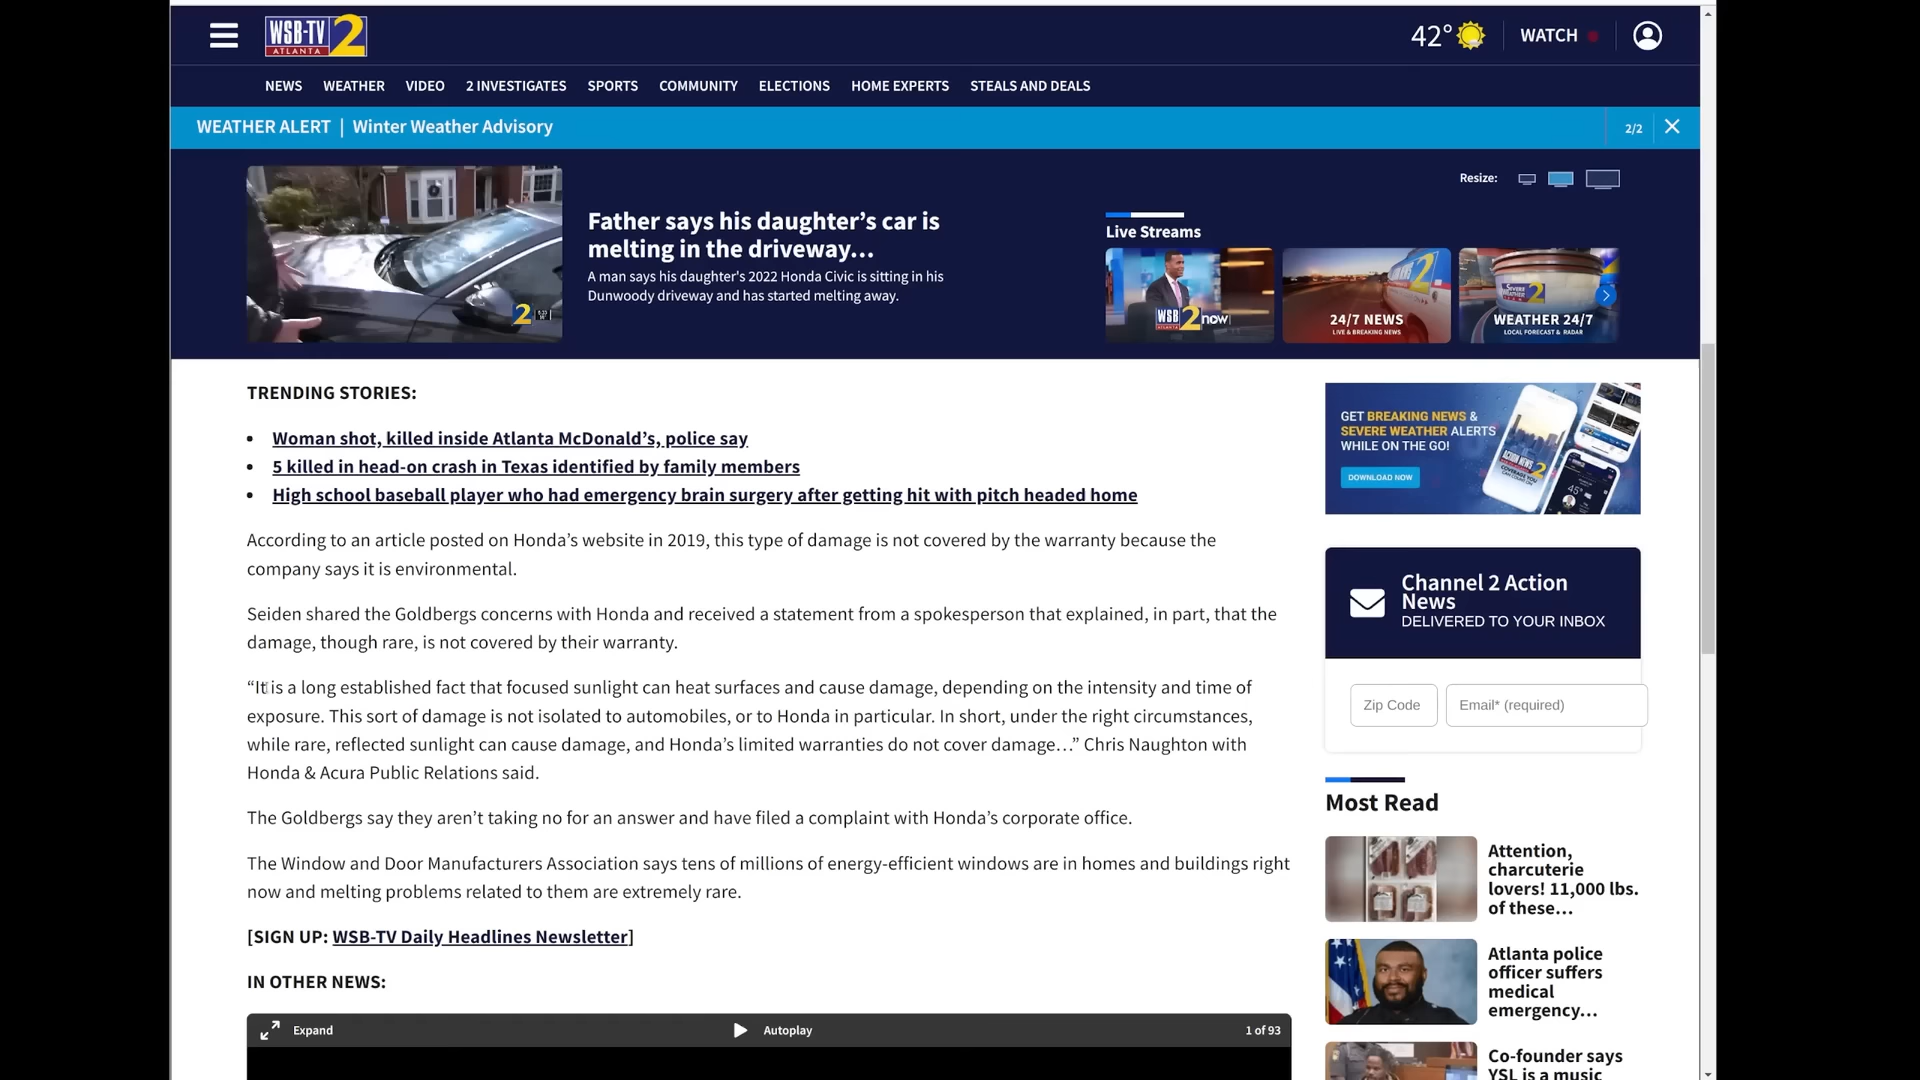 WSB-TV 2
ATLANTA
42°
WATCH
NEWS
WEATHER
VIDEO
2 INVESTIGATES
SPORTS
COMMUNITY
ELECTIONS
HOME EXPERTS
STEALS AND DEALS
WEATHER ALERT | Winter Weather Advisory
2/2
Resize:
Father says his daughter’s car is
melting in the driveway…
A man says his daughter's 2022 Honda Civic is sitting in his
Dunwoody driveway and has started melting away.
2
Live Streams
WSB 2 now
ATLANTA
24/7 NEWS
LIVE & BREAKING NEWS
SEVERE WEATHER 2
WEATHER 24/7
LOCAL FORECAST & RADAR
TRENDING STORIES:
• Woman shot, killed inside Atlanta McDonald’s, police say
• 5 killed in head-on crash in Texas identified by family members
• High school baseball player who had emergency brain surgery after getting hit with pitch headed home
According to an article posted on Honda’s website in 2019, this type of damage is not covered by the warranty because the
company says it is environmental.
Seiden shared the Goldbergs concerns with Honda and received a statement from a spokesperson that explained, in part, that the
damage, though rare, is not covered by their warranty.
“It is a long established fact that focused sunlight can heat surfaces and cause damage, depending on the intensity and time of
exposure. This sort of damage is not isolated to automobiles, or to Honda in particular. In short, under the right circumstances,
while rare, reflected sunlight can cause damage, and Honda’s limited warranties do not cover damage…” Chris Naughton with
Honda & Acura Public Relations said.
The Goldbergs say they aren’t taking no for an answer and have filed a complaint with Honda’s corporate office.
The Window and Door Manufacturers Association says tens of millions of energy-efficient windows are in homes and buildings right
now and melting problems related to them are extremely rare.
[SIGN UP: WSB-TV Daily Headlines Newsletter]
IN OTHER NEWS:
Expand
Autoplay
1 of 93
GET BREAKING NEWS &
SEVERE WEATHER ALERTS
WHILE ON THE GO!
DOWNLOAD NOW
45°
Channel 2 Action
News
DELIVERED TO YOUR INBOX
Zip Code
Email* (required)
Most Read
Attention,
charcuterie
lovers! 11,000 lbs.
of these…
Atlanta police
officer suffers
medical
emergency…
Co-founder says
YSL is a music